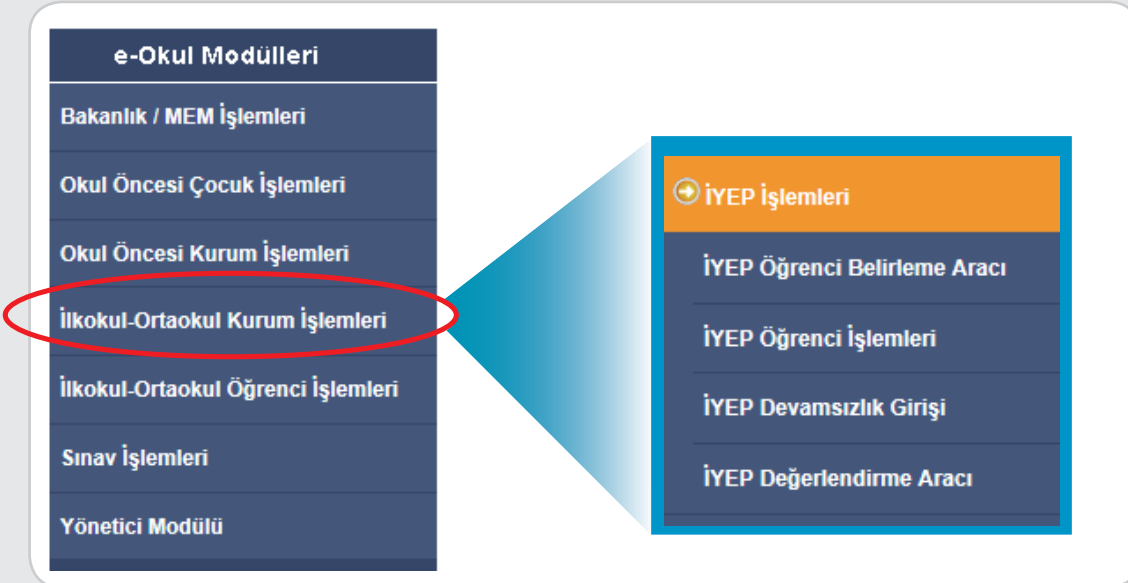 e-Okul Modülleri
Bakanlık / MEM İşlemleri
Okul Öncesi Çocuk İşlemleri
Okul Öncesi Kurum İşlemleri
İlkokul-Ortaokul Kurum İşlemleri
İlkokul-Ortaokul Öğrenci İşlemleri
Sınav İşlemleri
Yönetici Modülü
İYEP İşlemleri
İYEP Öğrenci Belirleme Aracı
İYEP Öğrenci İşlemleri
İYEP Devamsızlık Girişi
İYEP Değerlendirme Aracı